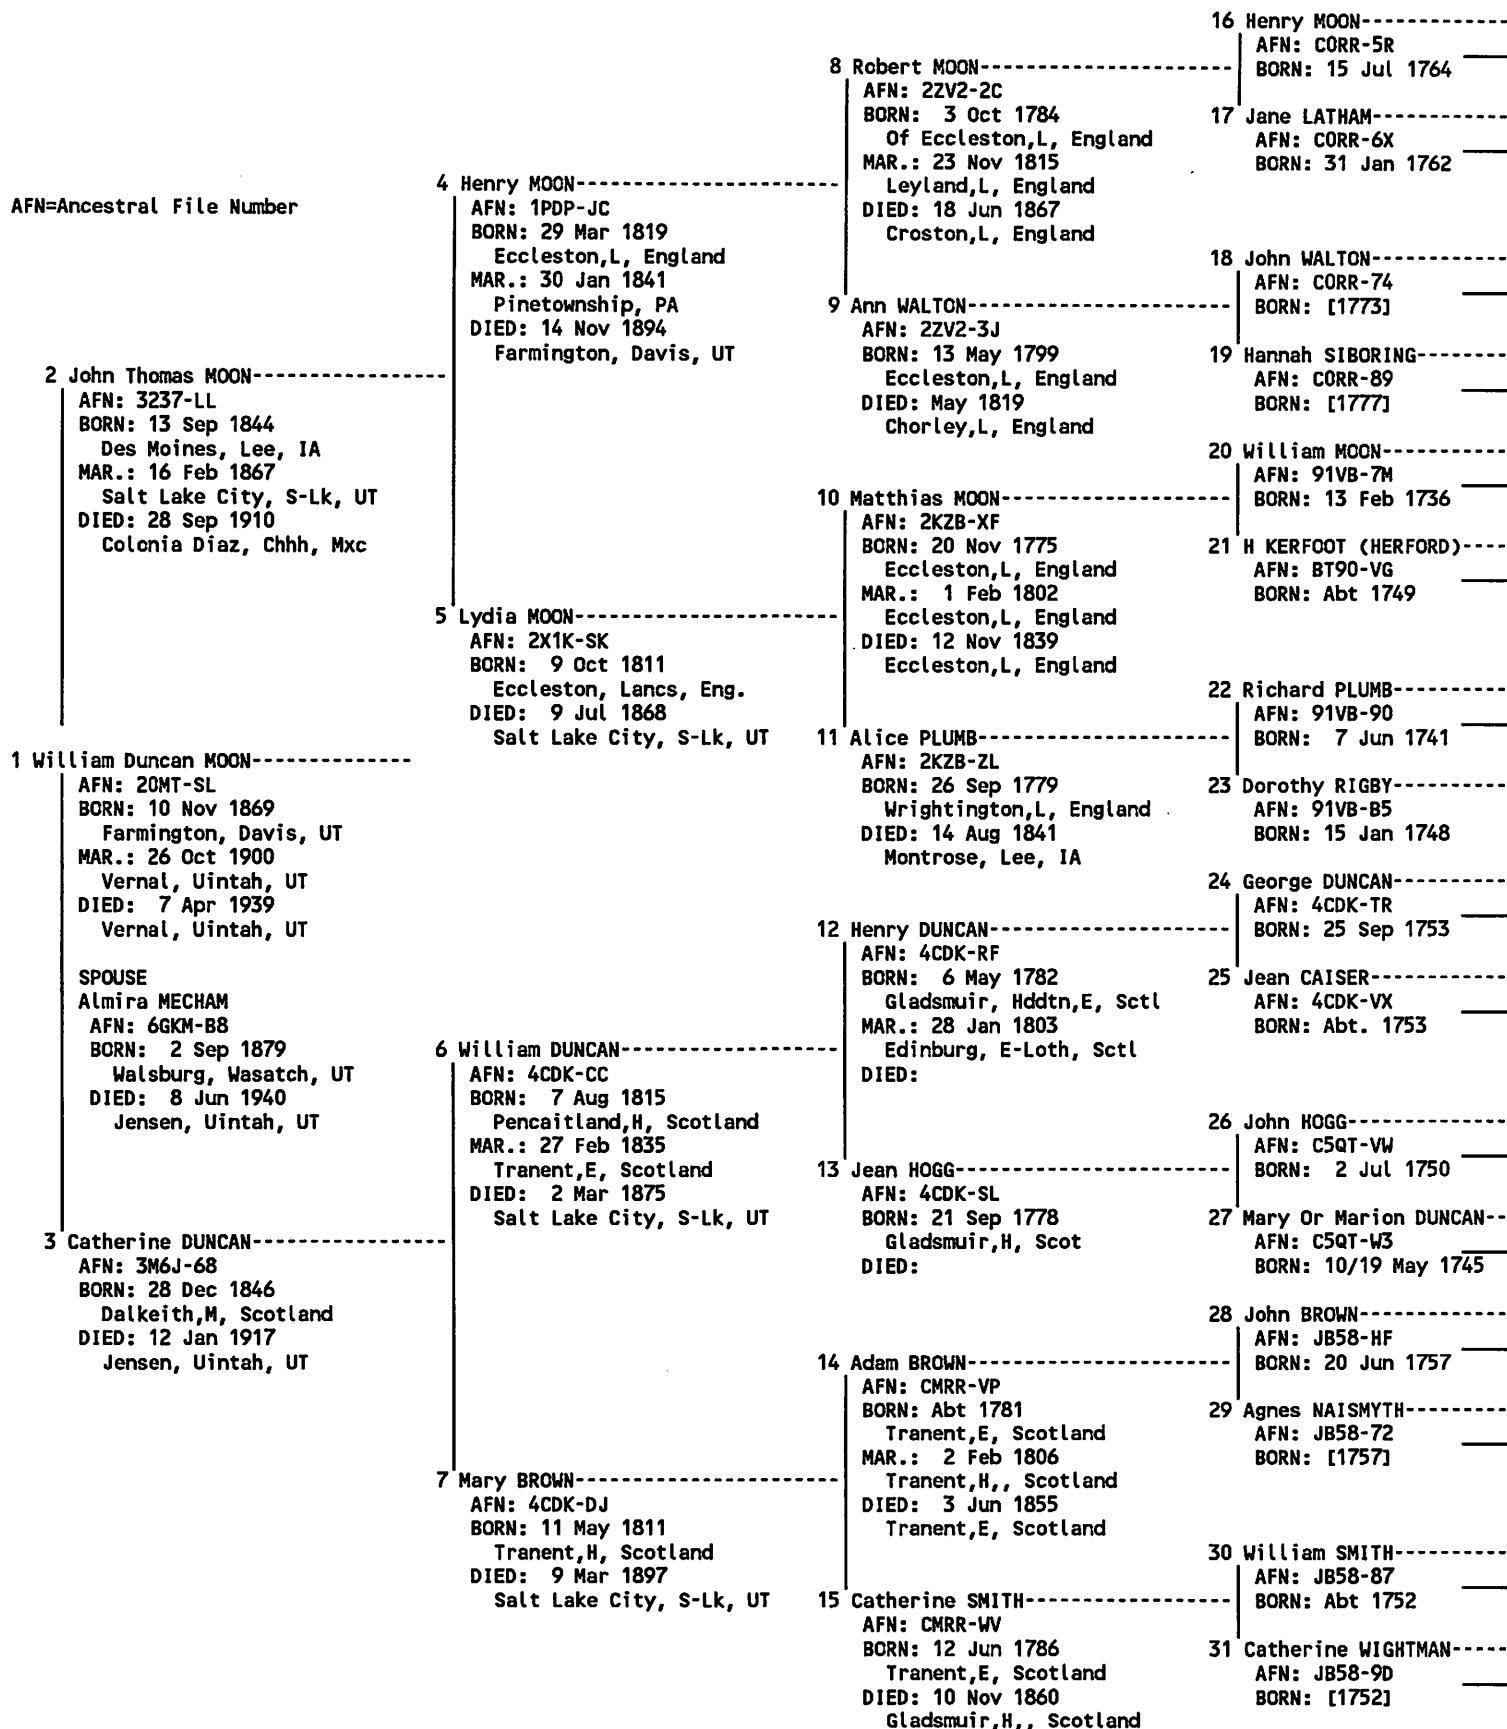 AFN=Ancestral File Number
1 William Duncan MOON--------------
AFN: 20MT-SL
BORN: 10 Nov 1869
Farmington, Davis, UT
MAR.: 26 Oct 1900
Vernal, Uintah, UT
DIED:  7 Apr 1939
Vernal, Uintah, UT
SPOUSE
Almira MECHAM
AFN: 6GKM-B8
BORN:  2 Sep 1879
Walsburg, Wasatch, UT
DIED:  8 Jun 1940
Jensen, Uintah, UT
2 John Thomas MOON-----------------
AFN: 3237-LL
BORN: 13 Sep 1844
Des Moines, Lee, IA
MAR.: 16 Feb 1867
Salt Lake City, S-Lk, UT
DIED: 28 Sep 1910
Colonia Diaz, Chhh, Mxc
3 Catherine DUNCAN-----------------
AFN: 3M6J-68
BORN: 28 Dec 1846
Dalkeith,M, Scotland
DIED: 12 Jan 1917
Jensen, Uintah, UT
4 Henry MOON-----------------------
AFN: 1PDP-JC
BORN: 29 Mar 1819
Eccleston,L, England
MAR.: 30 Jan 1841
Pinetownship, PA
DIED: 14 Nov 1894
Farmington, Davis, UT
5 Lydia MOON-----------------------
AFN: 2X1K-SK
BORN:  9 Oct 1811
Eccleston, Lancs, Eng.
DIED:  9 Jul 1868
Salt Lake City, S-Lk, UT
6 William DUNCAN-------------------
AFN: 4CDK-CC
BORN:  7 Aug 1815
Pencaitland,H, Scotland
MAR.: 27 Feb 1835
Tranent,E, Scotland
DIED:  2 Mar 1875
Salt Lake City, S-Lk, UT
7 Mary BROWN-----------------------
AFN: 4CDK-DJ
BORN: 11 May 1811
Tranent,H, Scotland
DIED:  9 Mar 1897
Salt Lake City, S-Lk, UT
8 Robert MOON----------------------
AFN: 2ZV2-2C
BORN:  3 Oct 1784
Of Eccleston,L, England
MAR.: 23 Nov 1815
Leyland,L, England
DIED: 18 Jun 1867
Croston,L, England
9 Ann WALTON-----------------------
AFN: 2ZV2-3J
BORN: 13 May 1799
Eccleston,L, England
DIED: May 1819
Chorley,L, England
10 Matthias MOON--------------------
AFN: 2KZB-XF
BORN: 20 Nov 1775
Eccleston,L, England
MAR.:  1 Feb 1802
Eccleston,L, England
DIED: 12 Nov 1839
Eccleston,L, England
11 Alice PLUMB----------------------
AFN: 2KZB-ZL
BORN: 26 Sep 1779
Wrightington,L, England
DIED: 14 Aug 1841
Montrose, Lee, IA
12 Henry DUNCAN---------------------
AFN: 4CDK-RF
BORN:  6 May 1782
Gladsmuir, Hddtn,E, Sctl
MAR.: 28 Jan 1803
Edinburg, E-Loth, Sctl
DIED:
13 Jean HOGG------------------------
AFN: 4CDK-SL
BORN: 21 Sep 1778
Gladsmuir,H, Scot
DIED:
14 Adam BROWN-----------------------
AFN: CMRR-VP
BORN: Abt 1781
Tranent,E, Scotland
MAR.:  2 Feb 1806
Tranent,H,, Scotland
DIED:  3 Jun 1855
Tranent,E, Scotland
15 Catherine SMITH------------------
AFN: CMRR-WV
BORN: 12 Jun 1786
Tranent,E, Scotland
DIED: 10 Nov 1860
Gladsmuir,H,, Scotland
16 Henry MOON-------------
AFN: CORR-5R
BORN: 15 Jul 1764
17 Jane LATHAM------------
AFN: CORR-6X
BORN: 31 Jan 1762
18 John WALTON------------
AFN: CORR-74
BORN: [1773]
19 Hannah SIBORING--------
AFN: CORR-89
BORN: [1777]
20 William MOON-----------
AFN: 91VB-7M
BORN: 13 Feb 1736
21 H KERFOOT (HERFORD)----
AFN: BT90-VG
BORN: Abt 1749
22 Richard PLUMB----------
AFN: 91VB-90
BORN:  7 Jun 1741
23 Dorothy RIGBY----------
AFN: 91VB-B5
BORN: 15 Jan 1748
24 George DUNCAN----------
AFN: 4CDK-TR
BORN: 25 Sep 1753
25 Jean CAISER------------
AFN: 4CDK-VX
BORN: Abt. 1753
26 John HOGG--------------
AFN: C5QT-VW
BORN:  2 Jul 1750
27 Mary Or Marion DUNCAN--
AFN: C5QT-W3
BORN: 10/19 May 1745
28 John BROWN-------------
AFN: JB58-HF
BORN: 20 Jun 1757
29 Agnes NAISMYTH---------
AFN: JB58-72
BORN: [1757]
30 William SMITH----------
AFN: JB58-87
BORN: Abt 1752
31 Catherine WIGHTMAN-----
AFN: JB58-9D
BORN: [1752]